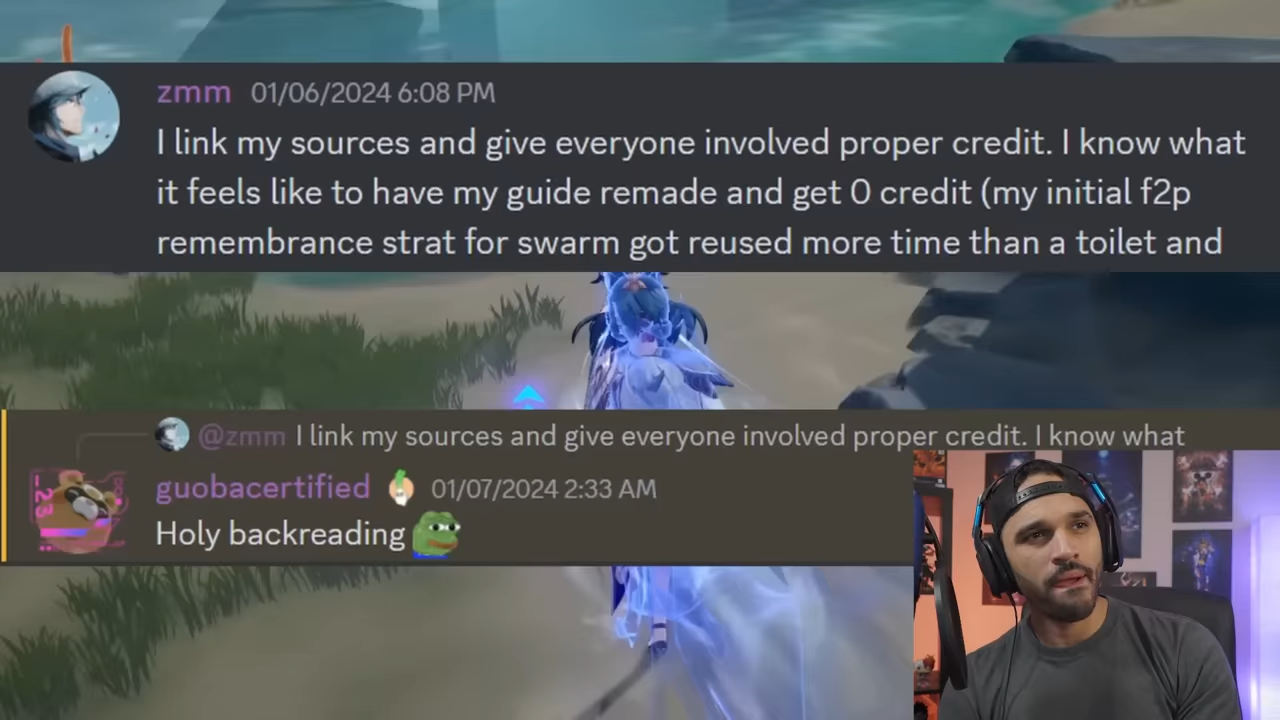 zmm 01/06/2024 6:08 PM
I link my sources and give everyone involved proper credit. I know what
it feels like to have my guide remade and get 0 credit (my initial f2p
remembrance strat for swarm got reused more time than a toilet and
@zmm I link my sources and give everyone involved proper credit. I know what
guobacertified 01/07/2024 2:33 AM
Holy backreading